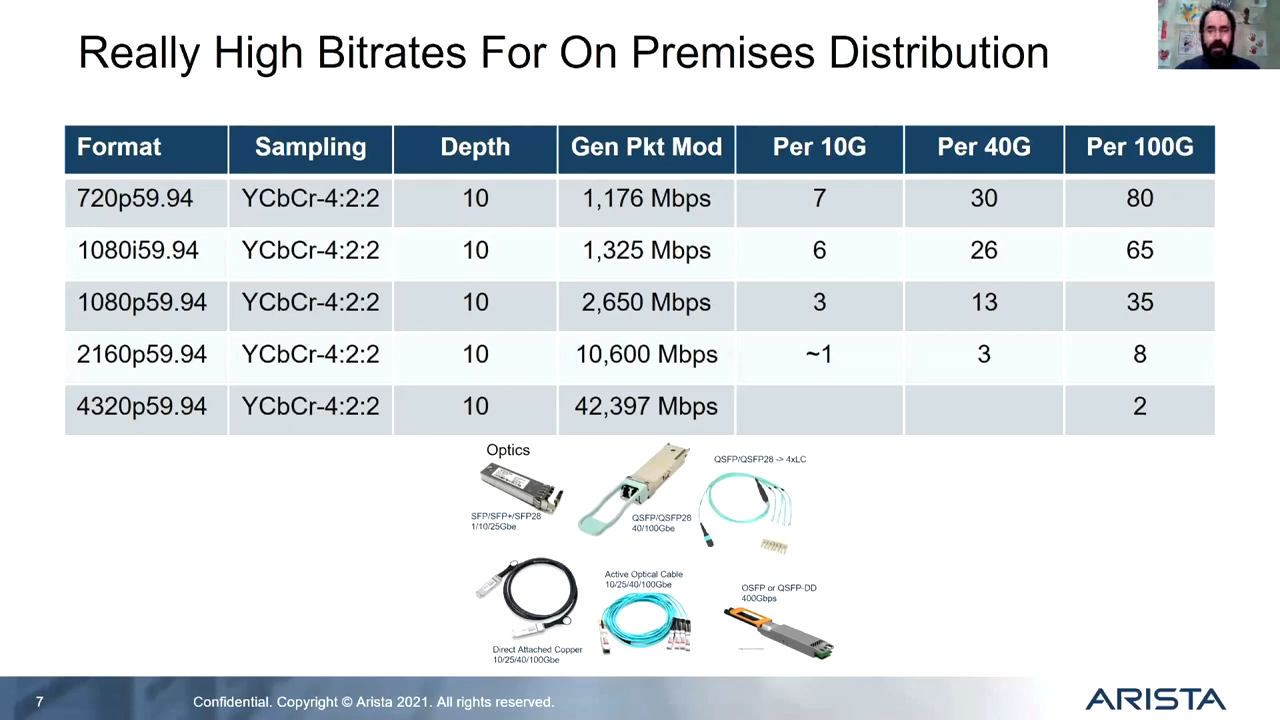 Really High Bitrates For On Premises Distribution
Format Sampling Depth Gen Pkt Mod Per 10G Per 40G Per 100G
720p59.94 YCbCr-4:2:2 10 1,176 Mbps 7 30 80
1080i59.94 YCbCr-4:2:2 10 1,325 Mbps 6 26 65
1080p59.94 YCbCr-4:2:2 10 2,650 Mbps 3 13 35
2160p59.94 YCbCr-4:2:2 10 10,600 Mbps ~1 3 8
4320p59.94 YCbCr-4:2:2 10 42,397 Mbps 2
Optics
SFP/SFP+/SFP28
1/10/25Gbe
QSFP/QSFP28
40/100Gbe
QSFP/QSFP28 -> 4xLC
Direct Attached Copper
10/25/40/100Gbe
Active Optical Cable
10/25/40/100Gbe
OSFP or QSFP-DD
400Gbps
7
Confidential. Copyright © Arista 2021. All rights reserved.
ARISTA